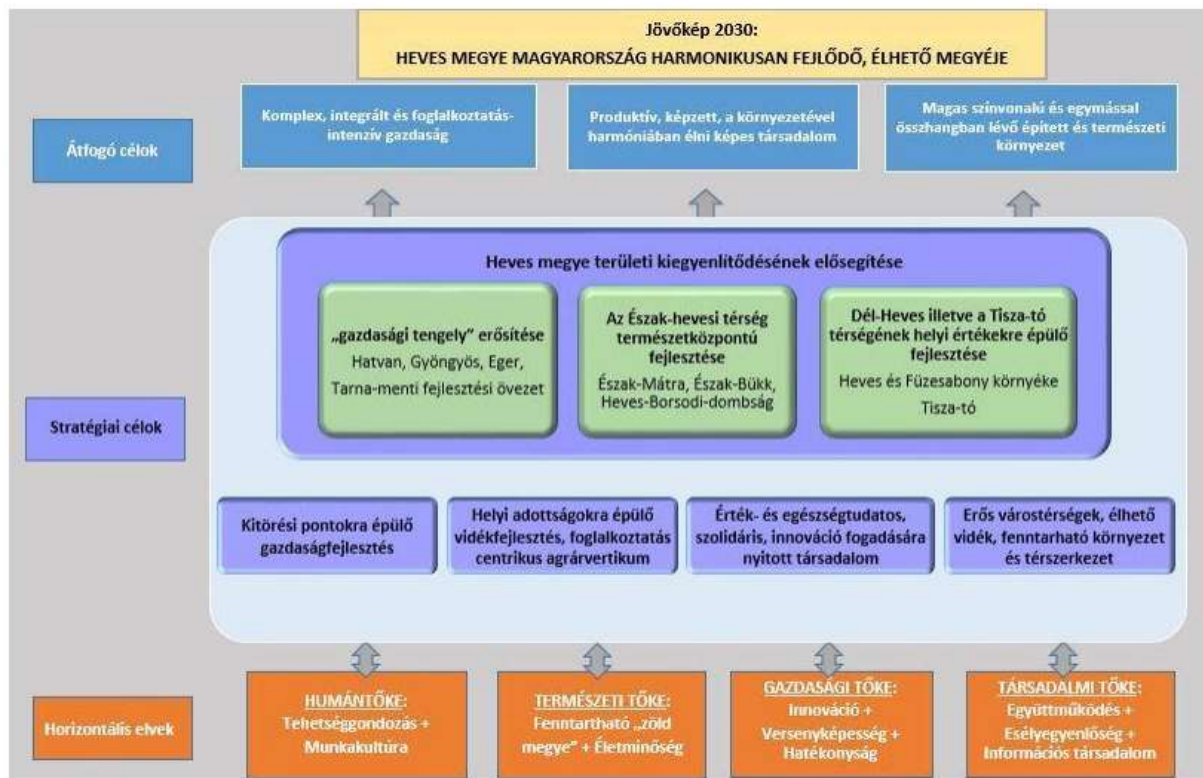 Jövőkép 2030:
HEVES MEGYE MAGYARORSZÁG HARMONIKUSAN FEJLŐDŐ, ÉLHETŐ MEGYÉJE
Átfogó célok
Komplex, integrált és foglalkoztatás-
intenzív gazdaság
Produktív, képzett, a környezetével
harmóniában élni képes társadalom
Magas színvonalú és egymással
összhangban lévő épített és természeti
környezet
Stratégiai célok
Heves megye területi kiegyenlítődésének elősegítése
„gazdasági tengely” erősítése
Hatvan, Gyöngyös, Eger,
Tarna-menti fejlesztési övezet
Az Észak-hevesi térség
természetközpontú
fejlesztése
Észak-Mátra, Észak-Bükk,
Heves-Borsodi-dombság
Dél-Heves illetve a Tisza-tó
térségének helyi értékekre épülő
fejlesztése
Heves és Füzesabony környéke
Tisza-tó
Kitörési pontokra épülő
gazdaságfejlesztés
Helyi adottságokra épülő
vidékfejlesztés, foglalkoztatás
centrikus agrárvertikum
Érték- és egészségtudatos,
szolidáris, innováció fogadására
nyitott társadalom
Erős várostérségek, élhető
vidék, fenntartható környezet
és térszerkezet
Horizontális elvek
HUMÁNTŐKE:
Tehetséggondozás +
Munkakultúra
TERMÉSZETI TŐKE:
Fenntartható „zöld
megye” + Életminőség
GAZDASÁGI TŐKE:
Innováció +
Versenyképesség +
Hatékonyság
TÁRSADALMI TŐKE:
Együttműködés +
Esélyegyenlőség +
Információs társadalom